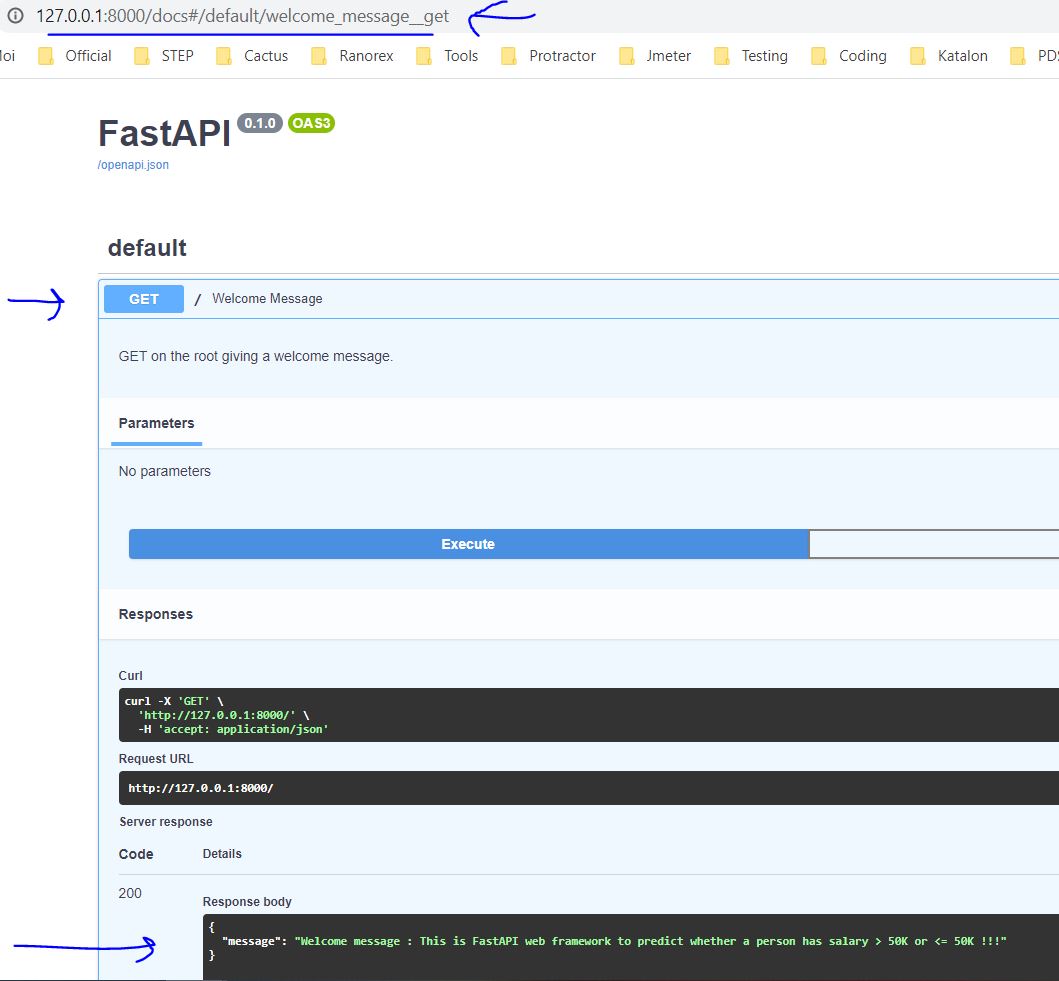 127.0.0.1:8000/docs#/default/welcome_message__get
Official STEP Cactus Ranorex Tools Protractor Jmeter Testing Coding Katalon
FastAPI 0.1.0 OAS3
/openapi.json
default
GET / Welcome Message
GET on the root giving a welcome message.
Parameters
No parameters
Execute
Responses
Curl
curl -X 'GET' \
'http://127.0.0.1:8000/' \
-H 'accept: application/json'
Request URL
http://127.0.0.1:8000/
Server response
Code Details
200
Response body
{
"message": "Welcome message : This is FastAPI web framework to predict whether a person has salary > 50K or <= 50K !!!"
}